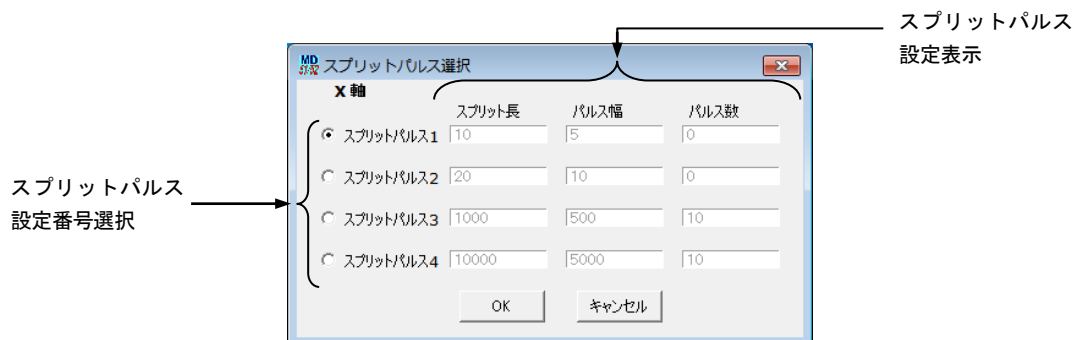 スプリットパルス
設定表示
MD
スプリットパルス選択
X 軸
スプリット長 パルス幅 パルス数
スプリットパルス1 10 5 0
スプリットパルス2 20 10 0
スプリットパルス3 1000 500 10
スプリットパルス4 10000 5000 10
スプリットパルス
設定番号選択
OK キャンセル